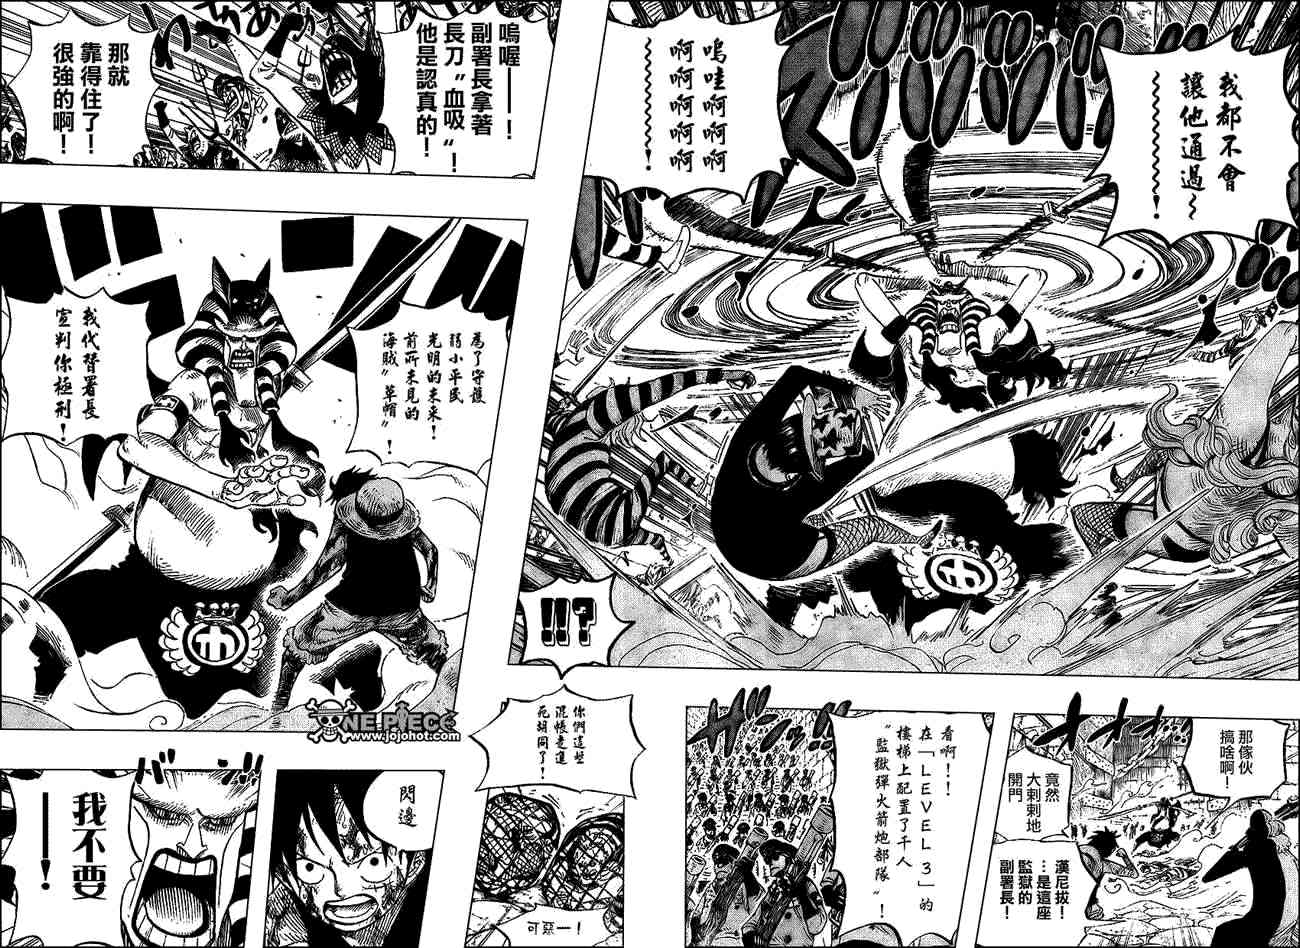 我都不會
讓他通過~
~~~~!
嗚哇啊啊啊
啊啊啊啊啊
~~~~!
!!?
那傢伙
搞啥啊!
竟然
大剌剌地
開門
漢尼拔!
…是這座
監獄的
副署長!
看啊!!
在「LEVEL3」的
樓梯上配置了千人
"監獄彈火箭炮部隊"!
你們這些
混帳走進
死胡同了!
可惡—!
嗚喔——!
副署長拿著
長刀"血吸"!
他是認真的!
那就
靠得住了!
很強的啊!
為了守護
弱小平民
光明的未來!
前所未見的
海賊"草帽"!
我代替署長
宣判你極刑!
ONE PIECE
www.jojohot.com
閃邊
我不要
——!